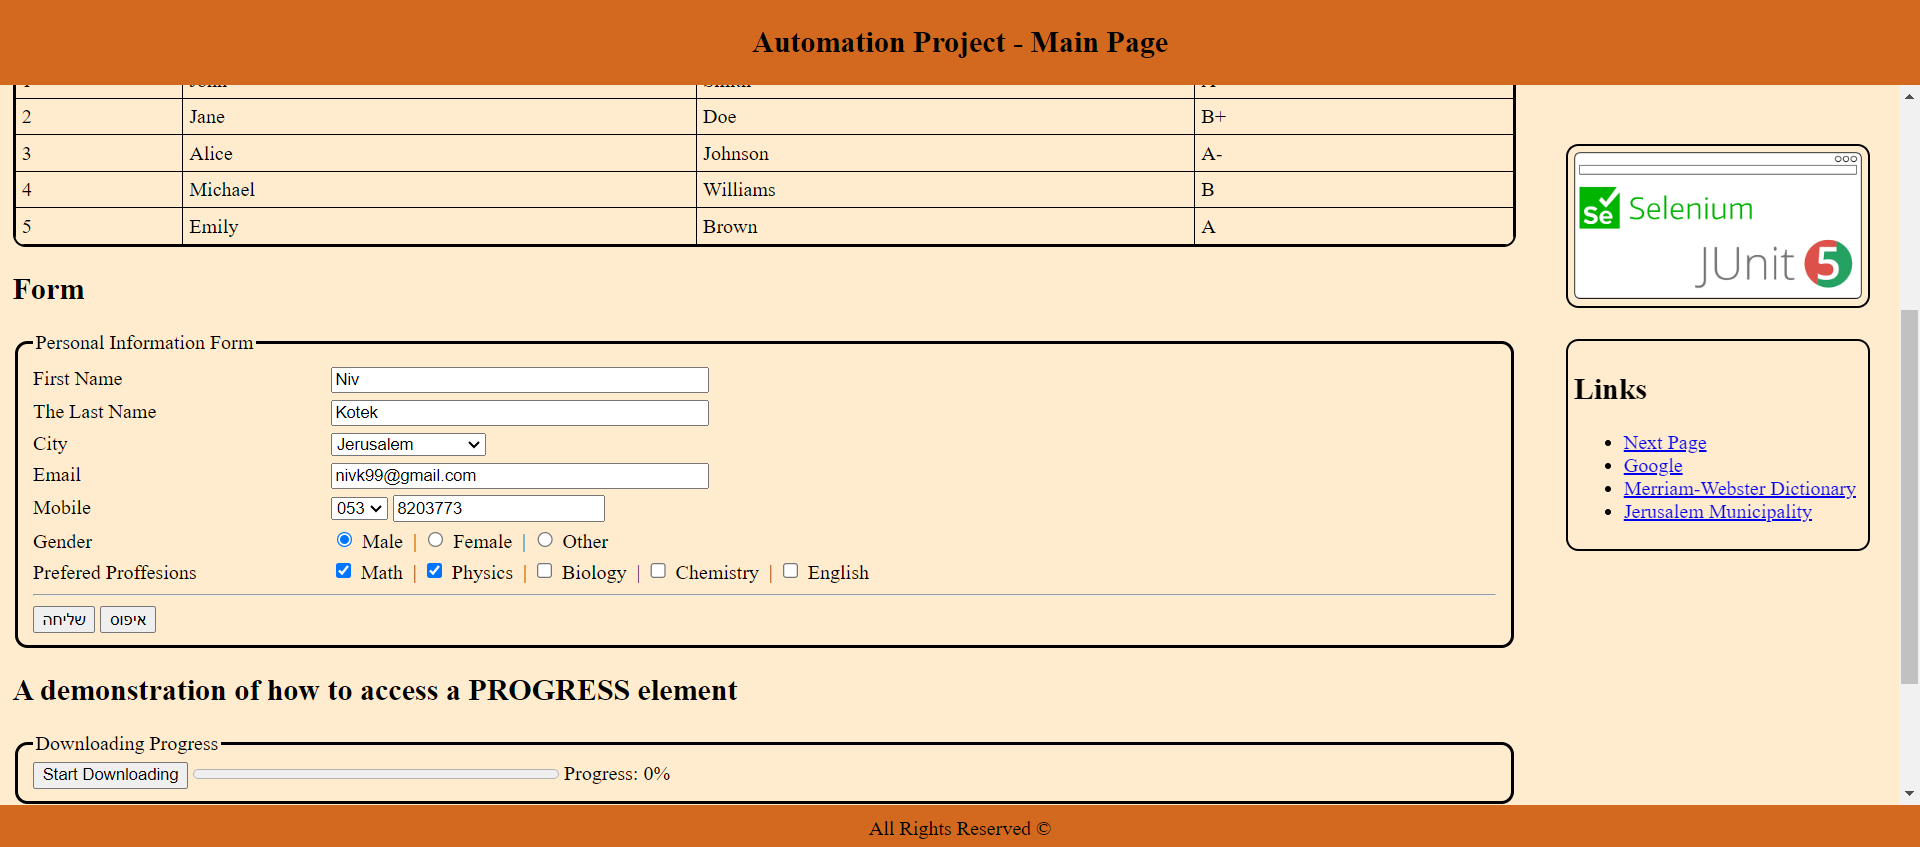 Automation Project - Main Page
2 Jane Doe B+
3 Alice Johnson A-
4 Michael Williams B
5 Emily Brown A
Form
Personal Information Form
First Name Niv
The Last Name Kotek
City Jerusalem
Email nivk99@gmail.com
Mobile 053 8203773
Gender Male | Female | Other
Prefered Proffesions Math | Physics | Biology | Chemistry | English
שליחה איפוס
A demonstration of how to access a PROGRESS element
Downloading Progress
Start Downloading Progress: 0%
Se Selenium
JUnit 5
Links
Next Page
Google
Merriam-Webster Dictionary
Jerusalem Municipality
All Rights Reserved ©